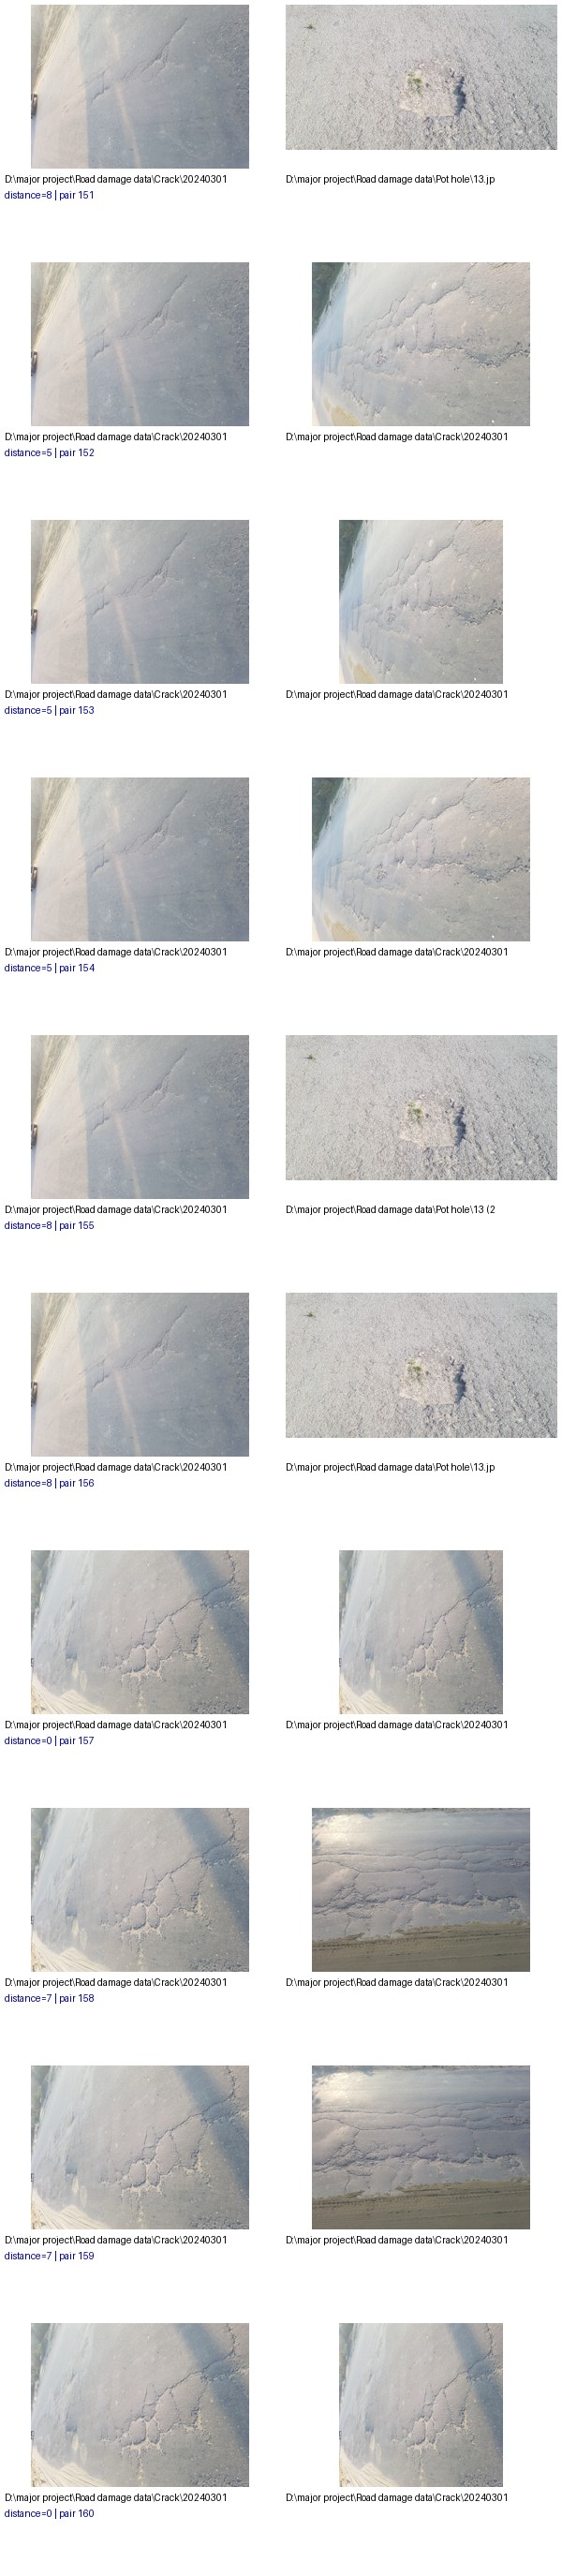 D:\major project\Road damage data\Crack\20240301 D:\major project\Road damage data\Pot hole\13.jp
distance=8 | pair 151
D:\major project\Road damage data\Crack\20240301 D:\major project\Road damage data\Crack\20240301
distance=5 | pair 152
D:\major project\Road damage data\Crack\20240301 D:\major project\Road damage data\Crack\20240301
distance=5 | pair 153
D:\major project\Road damage data\Crack\20240301 D:\major project\Road damage data\Crack\20240301
distance=5 | pair 154
D:\major project\Road damage data\Crack\20240301 D:\major project\Road damage data\Pot hole\13 (2
distance=8 | pair 155
D:\major project\Road damage data\Crack\20240301 D:\major project\Road damage data\Pot hole\13.jp
distance=8 | pair 156
D:\major project\Road damage data\Crack\20240301 D:\major project\Road damage data\Crack\20240301
distance=0 | pair 157
D:\major project\Road damage data\Crack\20240301 D:\major project\Road damage data\Crack\20240301
distance=7 | pair 158
D:\major project\Road damage data\Crack\20240301 D:\major project\Road damage data\Crack\20240301
distance=7 | pair 159
D:\major project\Road damage data\Crack\20240301 D:\major project\Road damage data\Crack\20240301
distance=0 | pair 160